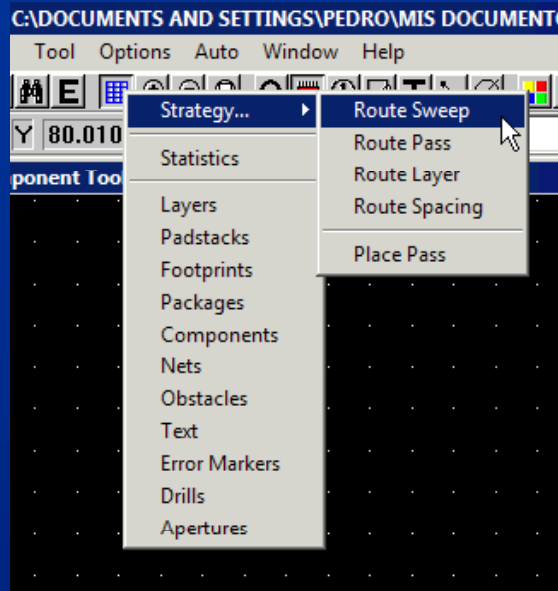 C:\DOCUMENTS AND SETTINGS\PEDRO\MIS DOCUMENTO
Tool Options Auto Window Help
E
Y 80.010
ponent Tool
Strategy...
Statistics
Layers
Padstacks
Footprints
Packages
Components
Nets
Obstacles
Text
Error Markers
Drills
Apertures
Route Sweep
Route Pass
Route Layer
Route Spacing
Place Pass